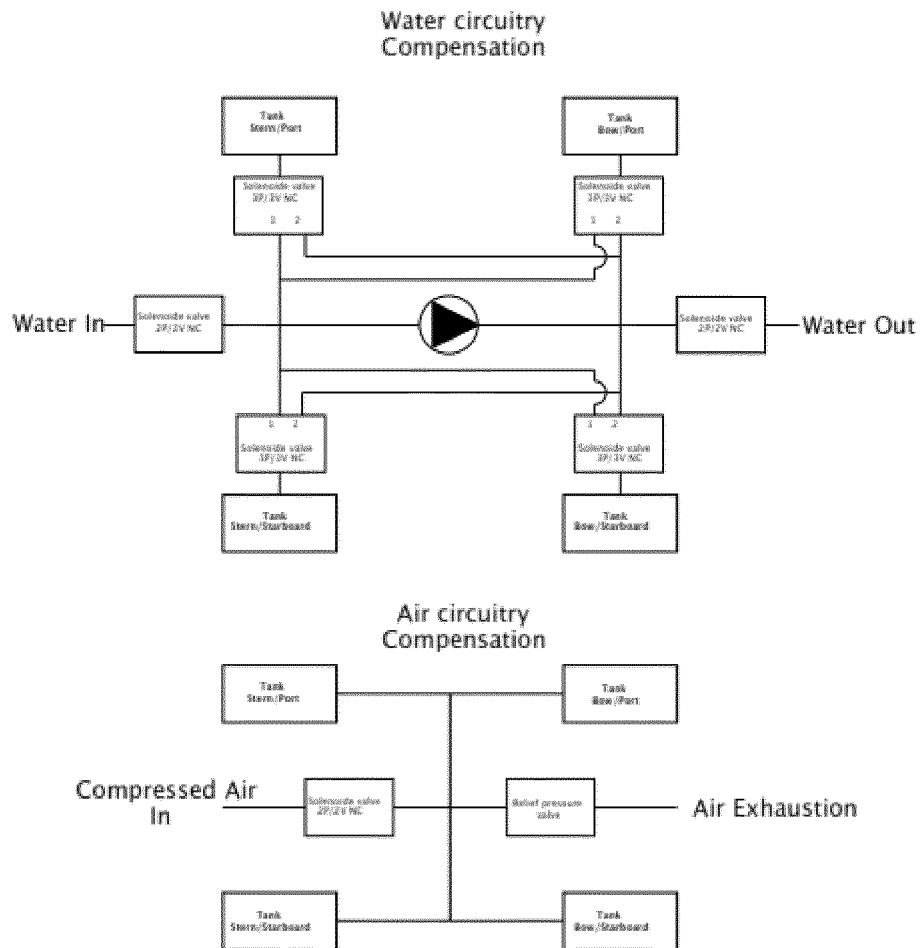 Water circuitry
Compensation
Tank
Stern/Port
Tank
Bow/Port
Solenoide valve
3P/3V NC
1 2
Solenoide valve
3P/3V NC
1 2
Water In
Solenoide valve
2P/2V NC
Solenoide valve
2P/2V NC
Water Out
1 2
Solenoide valve
3P/3V NC
1 2
Solenoide valve
3P/3V NC
Tank
Stern/Starboard
Tank
Bow/Starboard
Air circuitry
Compensation
Tank
Stern/Port
Tank
Bow/Port
Compressed Air
In
Solenoide valve
2P/2V NC
Relief pressure
valve
Air Exhaustion
Tank
Stern/Starboard
Tank
Bow/Starboard